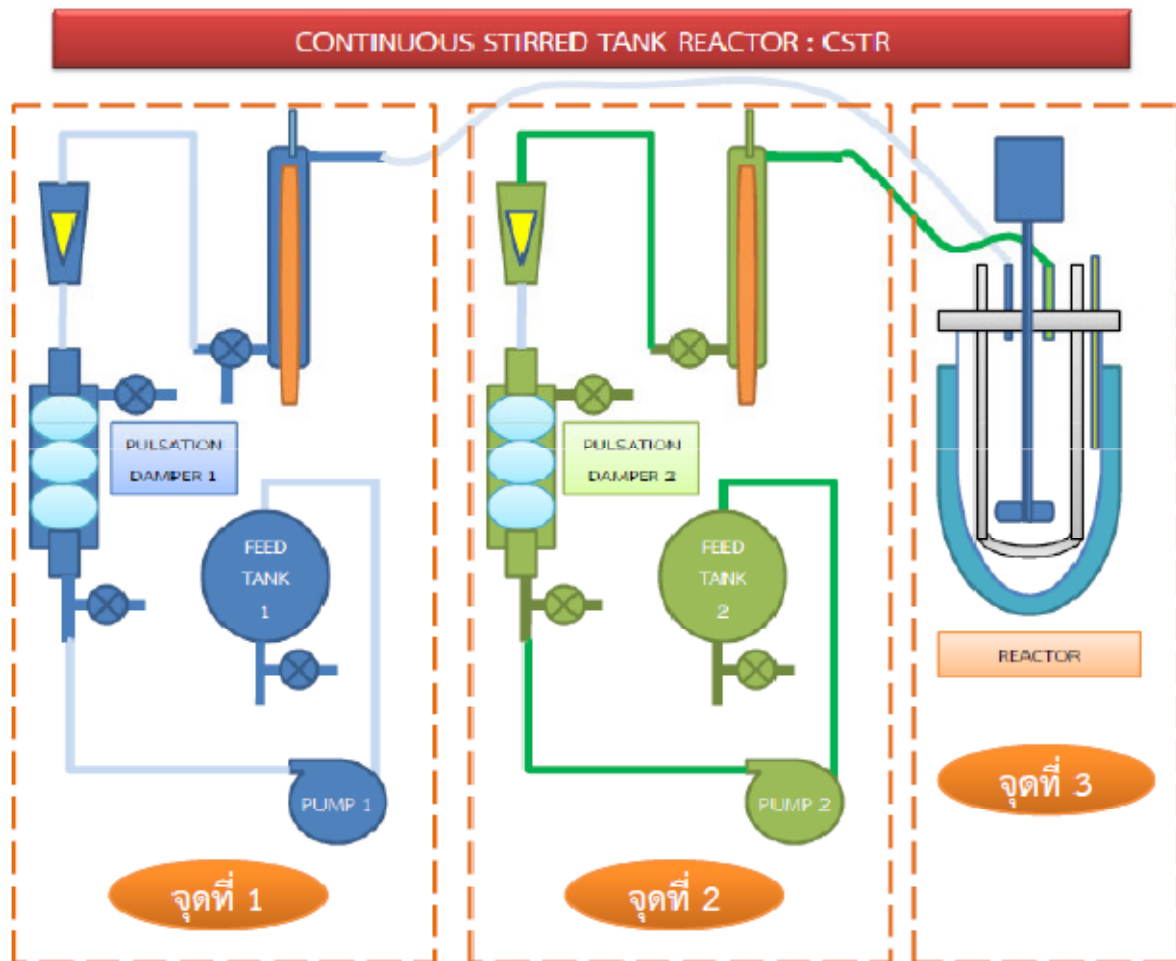 CONTINUOUS STIRRED TANK REACTOR : CSTR
PULSATION
DAMPER 1
PULSATION
DAMPER 2
FEED
TANK
1
FEED
TANK
2
REACTOR
PUMP 1
PUMP 2
จุดที่ 3
จุดที่ 1
จุดที่ 2